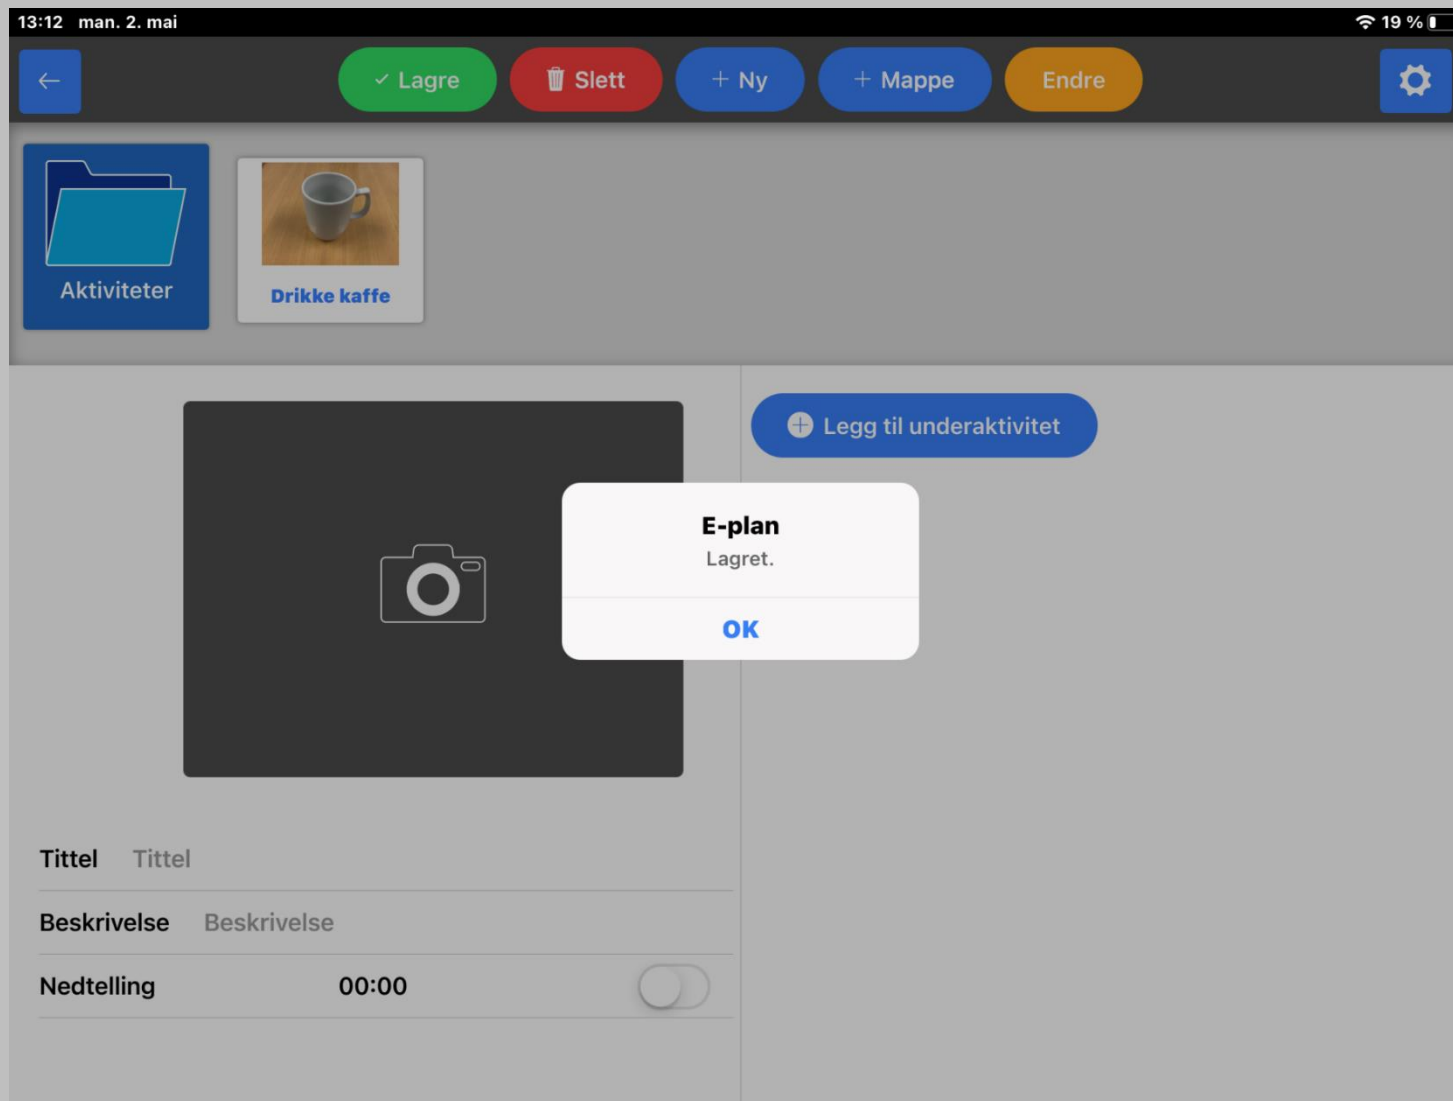 13:12 man. 2. mai 19 %
Lagre Slett + Ny + Mappe Endre
Aktiviteter
Drikke kaffe
Legg til underaktivitet
E-plan
Lagret.
OK
Tittel Tittel
Beskrivelse Beskrivelse
Nedtelling 00:00